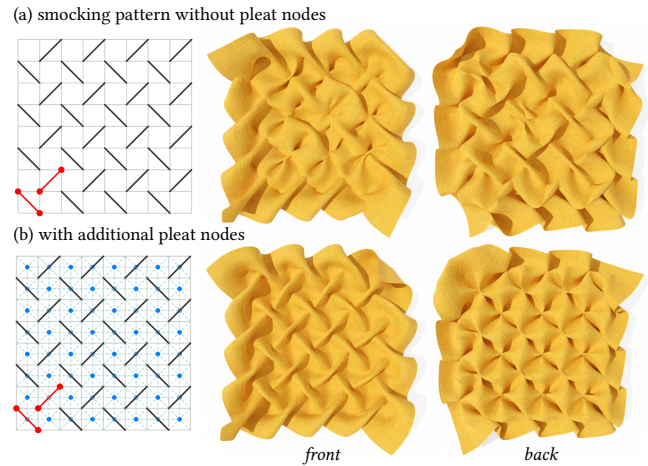 (a) smocking pattern without pleat nodes
(b) with additional pleat nodes
front
back